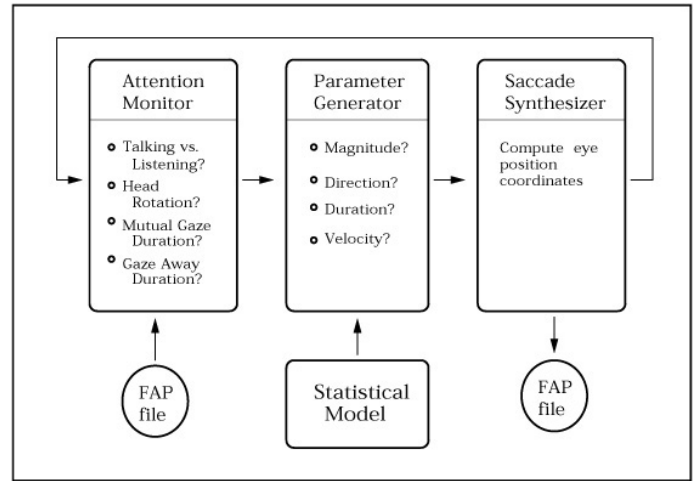 Attention
Monitor
Talking vs.
Listening?
Head
Rotation?
Mutual Gaze
Duration?
Gaze Away
Duration?
Parameter
Generator
Magnitude?
Direction?
Duration?
Velocity?
Saccade
Synthesizer
Compute eye
position
coordinates
FAP
file
Statistical
Model
FAP
file